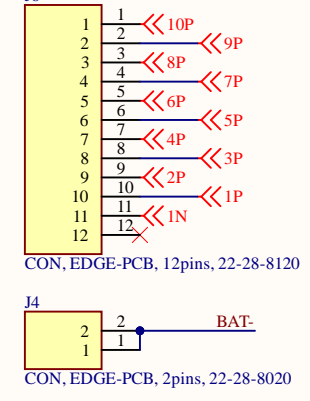 1 1 10P
2 2 9P
3 3 8P
4 4 7P
5 5 6P
6 6 5P
7 7 4P
8 8 3P
9 9 2P
10 10 1P
11 11 1N
12 12
CON, EDGE-PCB, 12pins, 22-28-8120
J4
2 2 BAT-
1 1
CON, EDGE-PCB, 2pins, 22-28-8020